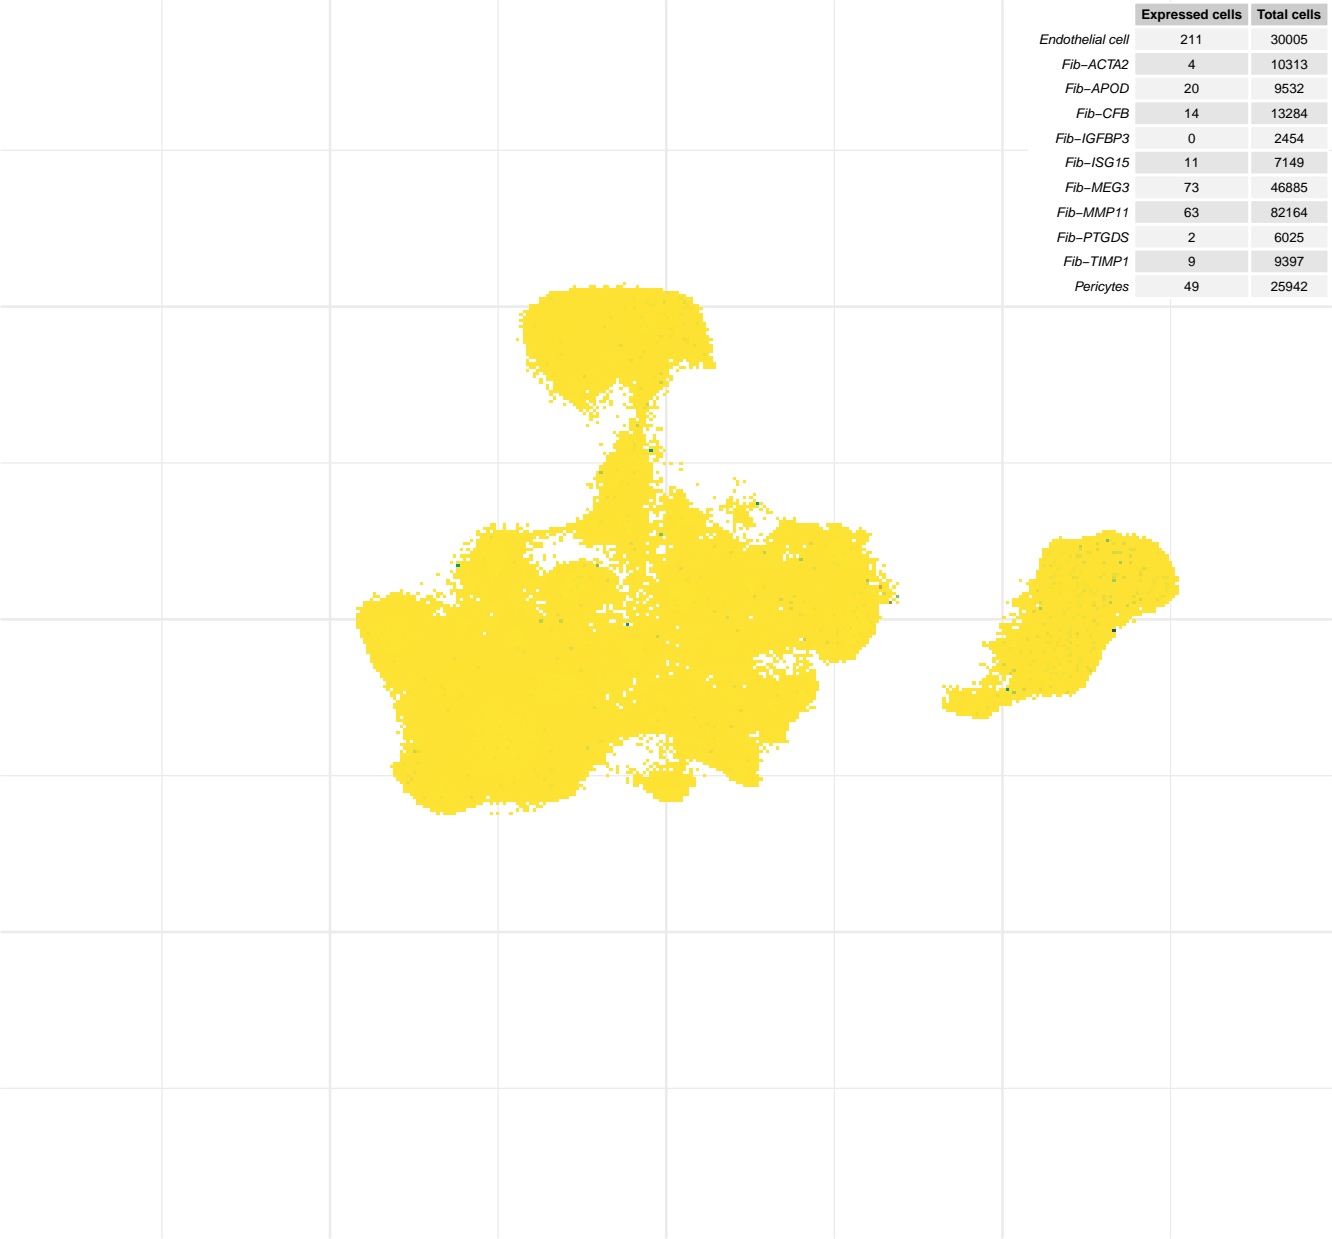 Expressed cells Total cells
Endothelial cell 211 30005
Fib−ACTA2 4 10313
Fib−APOD 20 9532
Fib−CFB 14 13284
Fib−IGFBP3 0 2454
Fib−ISG15 11 7149
Fib−MEG3 73 46885
Fib−MMP11 63 82164
Fib−PTGDS 2 6025
Fib−TIMP1 9 9397
Pericytes 49 25942